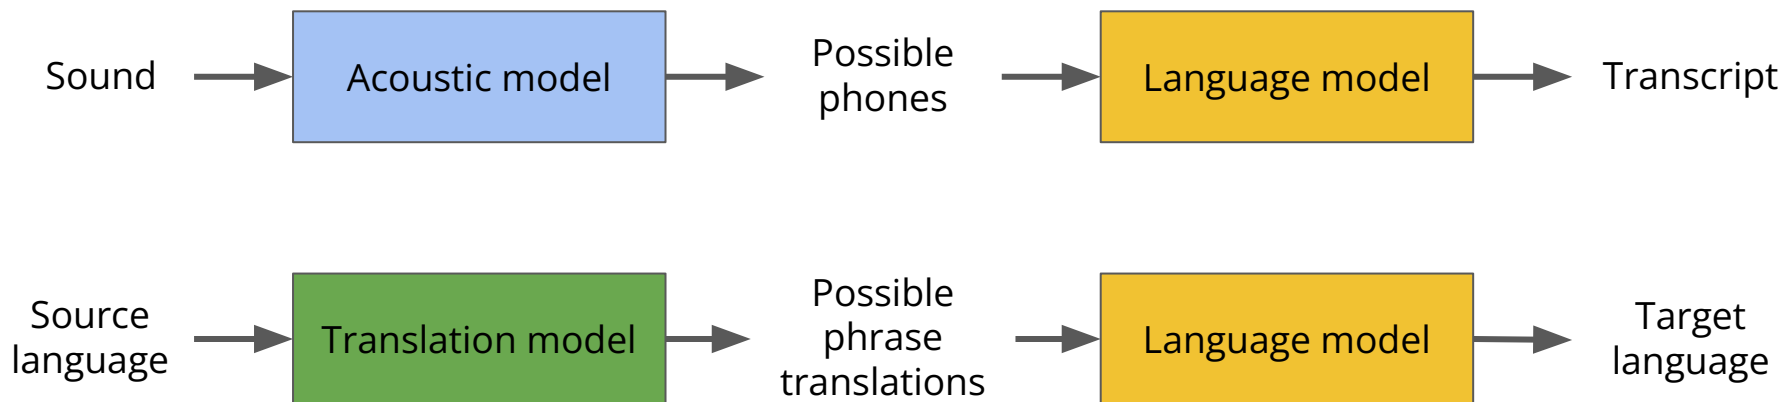 Sound
Acoustic model
Possible
phones
Language model
Transcript
Source
language
Translation model
Possible
phrase
translations
Language model
Target
language